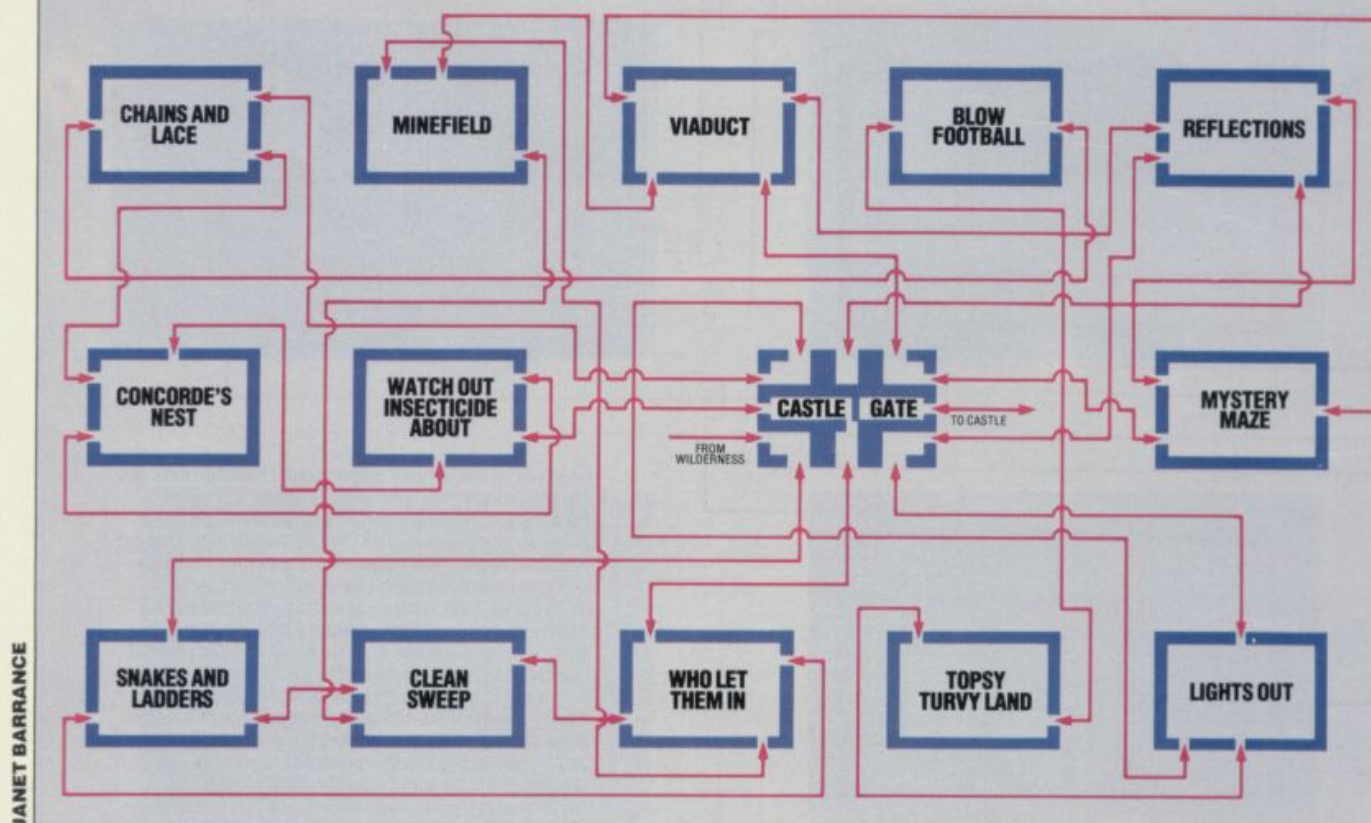 CHAINS AND
LACE
MINEFIELD
VIADUCT
BLOW
FOOTBALL
REFLECTIONS
CONCORDE'S
NEST
WATCH OUT
INSECTICIDE
ABOUT
CASTLE
GATE
TO CASTLE
FROM
WILDERNESS
MYSTERY
MAZE
SNAKES AND
LADDERS
CLEAN
SWEEP
WHO LET
THEM IN
TOPSY
TURVY LAND
LIGHTS OUT
JANET BARRANCE